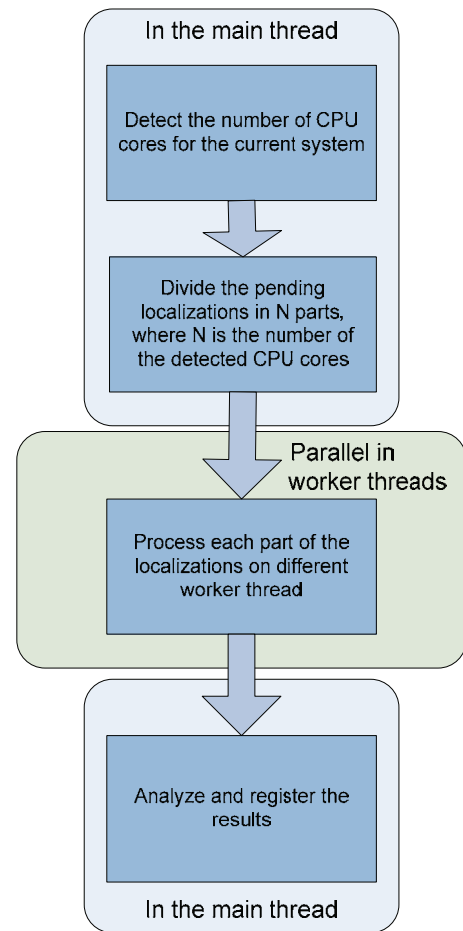 In the main thread
Detect the number of CPU
cores for the current system
Divide the pending
localizations in N parts,
where N is the number of
the detected CPU cores
Parallel in
worker threads
Process each part of the
localizations on different
worker thread
Analyze and register the
results
In the main thread